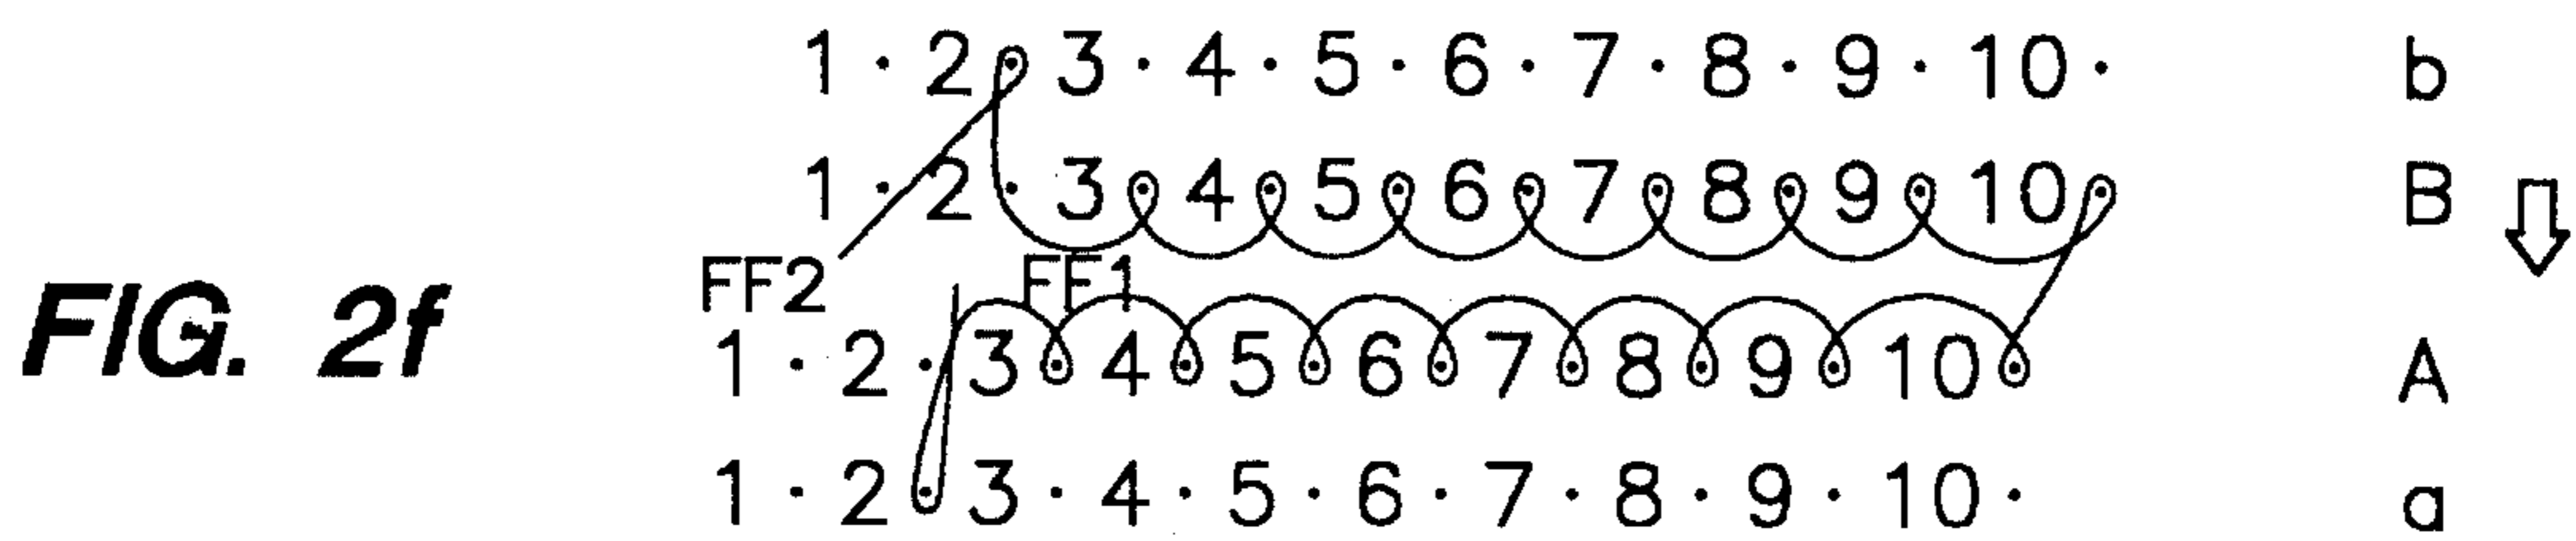 1 · 2 · 3 · 4 · 5 · 6 · 7 · 8 · 9 · 10 · b
1 · 2 · 3 · 4 · 5 · 6 · 7 · 8 · 9 · 10 · B
FF2 FF1
FIG. 2f
1 · 2 · 3 · 4 · 5 · 6 · 7 · 8 · 9 · 10 · A
1 · 2 · 3 · 4 · 5 · 6 · 7 · 8 · 9 · 10 · a